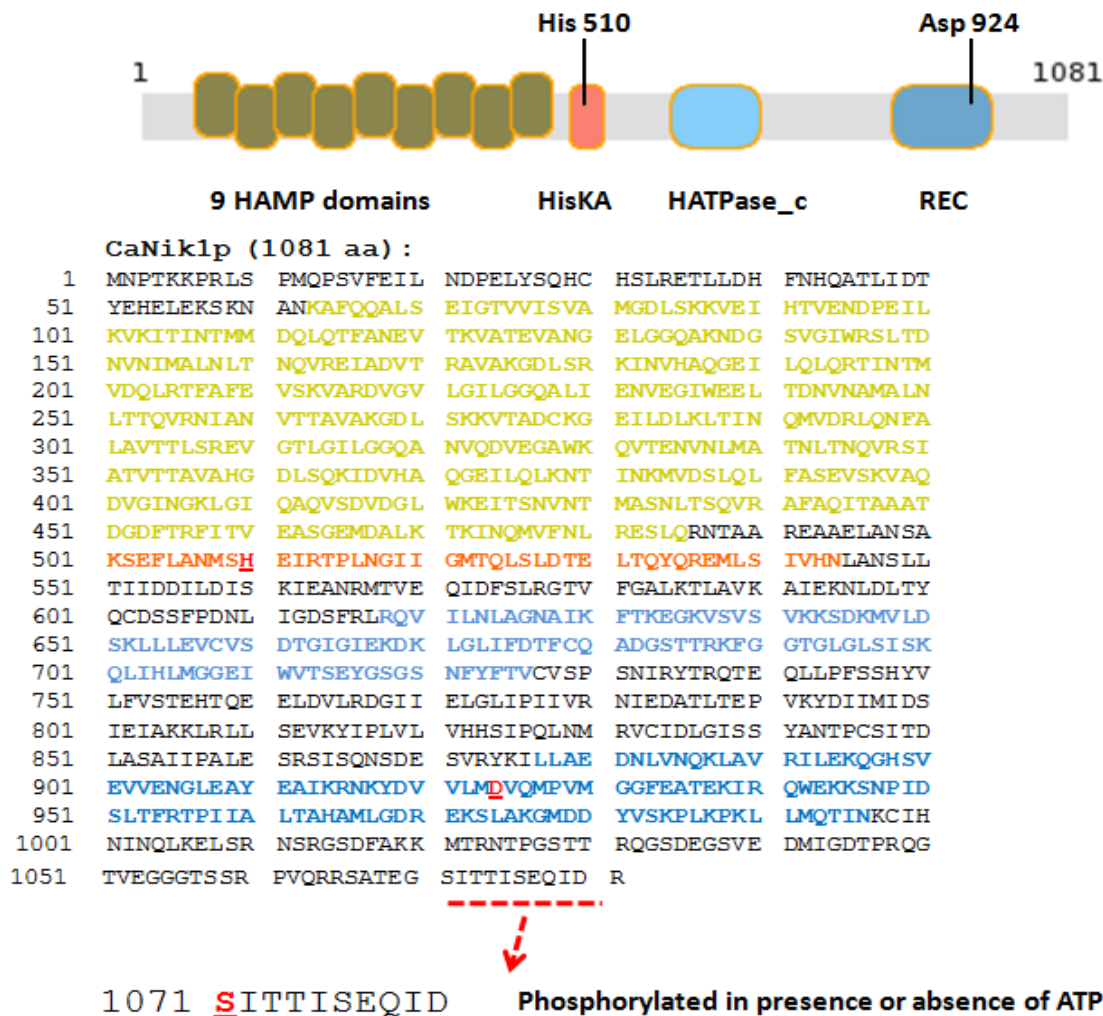 His 510 Asp 924
1 1081
9 HAMP domains HisKA HATPase_c REC
CaNik1p (1081 aa):
1 MNPTKKPRLS PMQPSVFEIL NDPELYSQHC HSLRETLLDH FNHQATLIDT
51 YEHELEKSKN ANKAFQQALS EIGTVVISVA MGDLSKKVEI HTVENDPEIL
101 KVKITINTMM DQLQTFANEV TKVATEVANG ELGGQAKNDG SVGIWRSLTD
151 NVNIMALNLT NQVREIADVT RAVAKGDLSR KINVHAQGEI LQLQRTINTM
201 VDQLRTFAFE VSKVARDVGV LGILGGQALI ENVEGIWEEL TDNVNAMALN
251 LTTQVRNIAN VTTAVAKGDL SKKVTADCKG EILDLKLTIN QMVDRLQNFA
301 LAVTTLSREV GTLGILGGQA NVQDVEGAWK QVTENVNLMA TNLTNQVRSI
351 ATVTTAVAHG DLSQKIDVHA QGEILQLKNT INKMVDSLQL FASEVSKVAQ
401 DVGINGKLGI QAQVSDVDGL WKEITSNVNT MASNLTSQVR AFAQITAAAT
451 DGDFTRFITV EASGEMDALK TKINQMVFNL RESLQRNTAA REAAELANSA
501 KSEFLANMSH EIRTPLNGII GMTQLSLDTE LTQYQREMLS IVHNLANSLL
551 TIIDDILDIS KIEANRMTVE QIDFSLRGTV FGALKTLAVK AIEKNLDLTY
601 QCDSSFPDNL IGDSFRLRQV ILNLAGNAIK FTKEGKVSVS VKKSDKMVLD
651 SKLLLEVCVS DTGIGIEKDK LGLIFDTFCQ ADGSTTRKFG GTGLGLSISK
701 QLIHLMGGEI WVTSEYGSGS NFYFTVCVSP SNIRYTRQTE QLLPFSSHYV
751 LFVSTEHTQE ELDVLRDGII ELGLIPIIVR NIEDATLTEP VKYDIIMIDS
801 IEIAKKLRLL SEVKYIPLVL VHHSIPQLNM RVCIDLGISS YANTPCSITD
851 LASAIIPALE SRSISQNSDE SVRYKILLAE DNLVNQKLAV RILEKQGHSV
901 EVVENGLEAY EAIKRNKYDV VLMDVQMPVM GGFEATEKIR QWEKKSNPID
951 SLTFRTPIIA LTAHAMLGDR EKSLAKGMDD YVSKPLKPKL LMQTINKCIH
1001 NINQLKELSR NSRGSDFAKK MTRNTPGSTT RQGSDEGSVE DMIGDTPRQG
1051 TVEGGGTSSR PVQRRSATEG SITTISEQID R
1071 SITTISEQID Phosphorylated in presence or absence of ATP